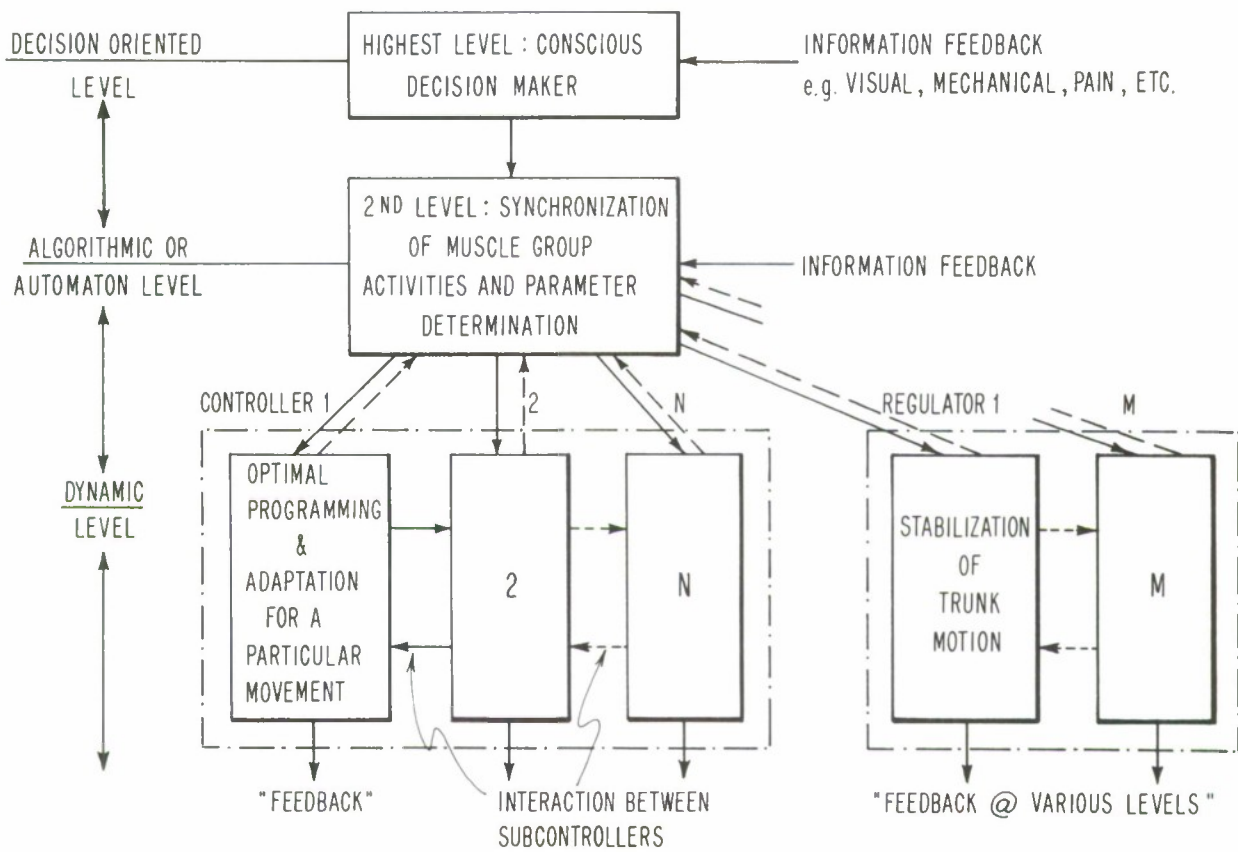 DECISION ORIENTED
LEVEL
HIGHEST LEVEL : CONSCIOUS
DECISION MAKER
INFORMATION FEEDBACK
e.g. VISUAL, MECHANICAL, PAIN, ETC.
ALGORITHMIC OR
AUTOMATON LEVEL
2ND LEVEL : SYNCHRONIZATION
OF MUSCLE GROUP
ACTIVITIES AND PARAMETER
DETERMINATION
INFORMATION FEEDBACK
CONTROLLER 1
2
N
REGULATOR 1
M
DYNAMIC
LEVEL
OPTIMAL
PROGRAMMING
&
ADAPTATION
FOR A
PARTICULAR
MOVEMENT
2
N
STABILIZATION
OF
TRUNK
MOTION
M
"FEEDBACK"
INTERACTION BETWEEN
SUBCONTROLLERS
"FEEDBACK @ VARIOUS LEVELS"